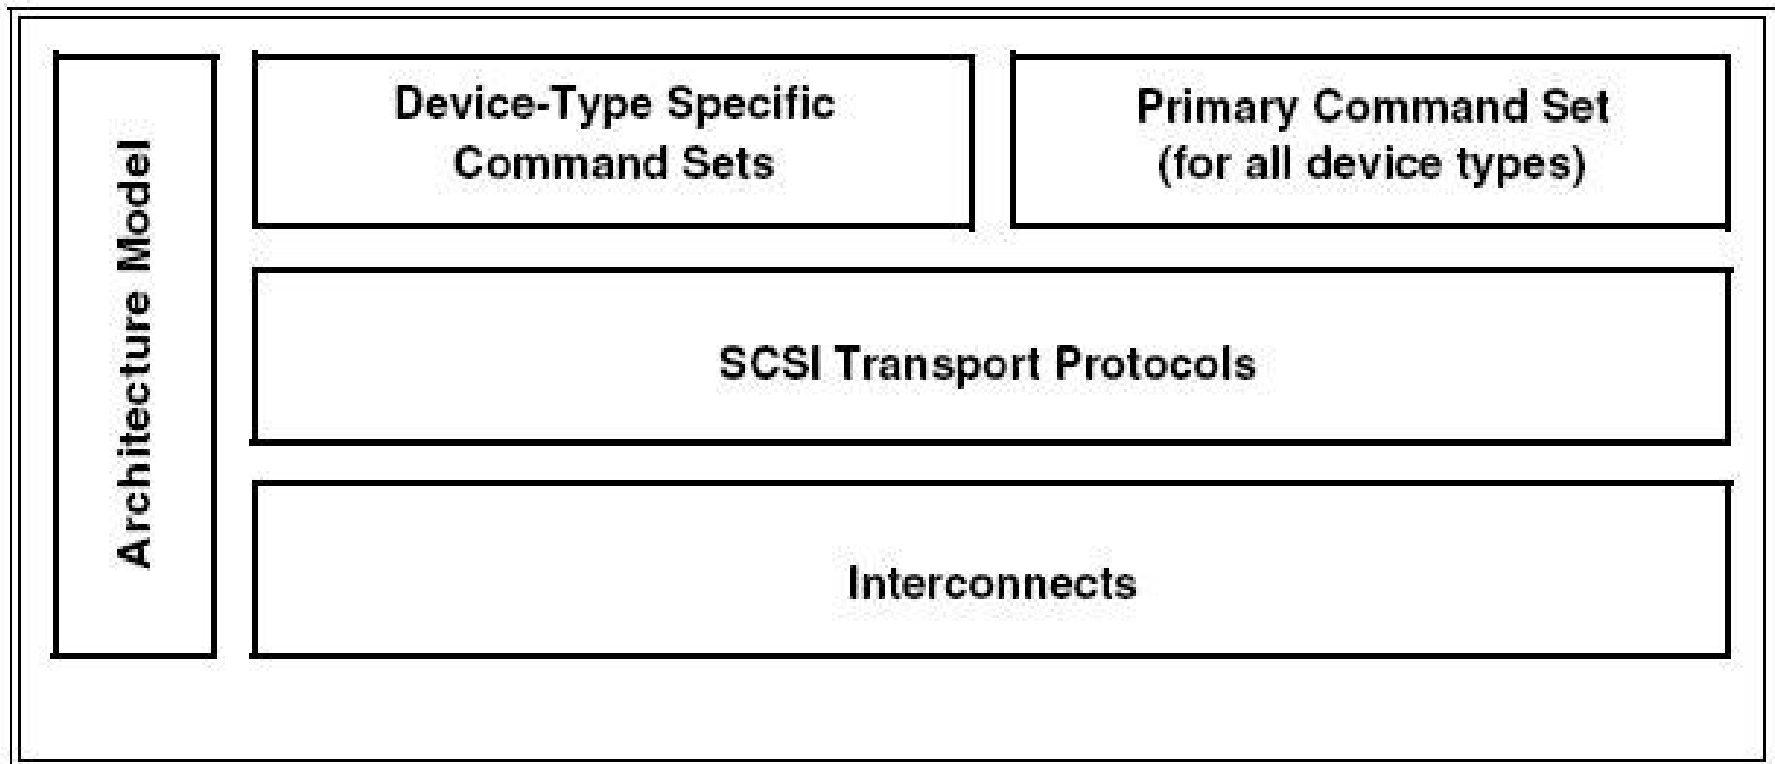 Architecture Model
Device-Type Specific
Command Sets
Primary Command Set
(for all device types)
SCSI Transport Protocols
Interconnects